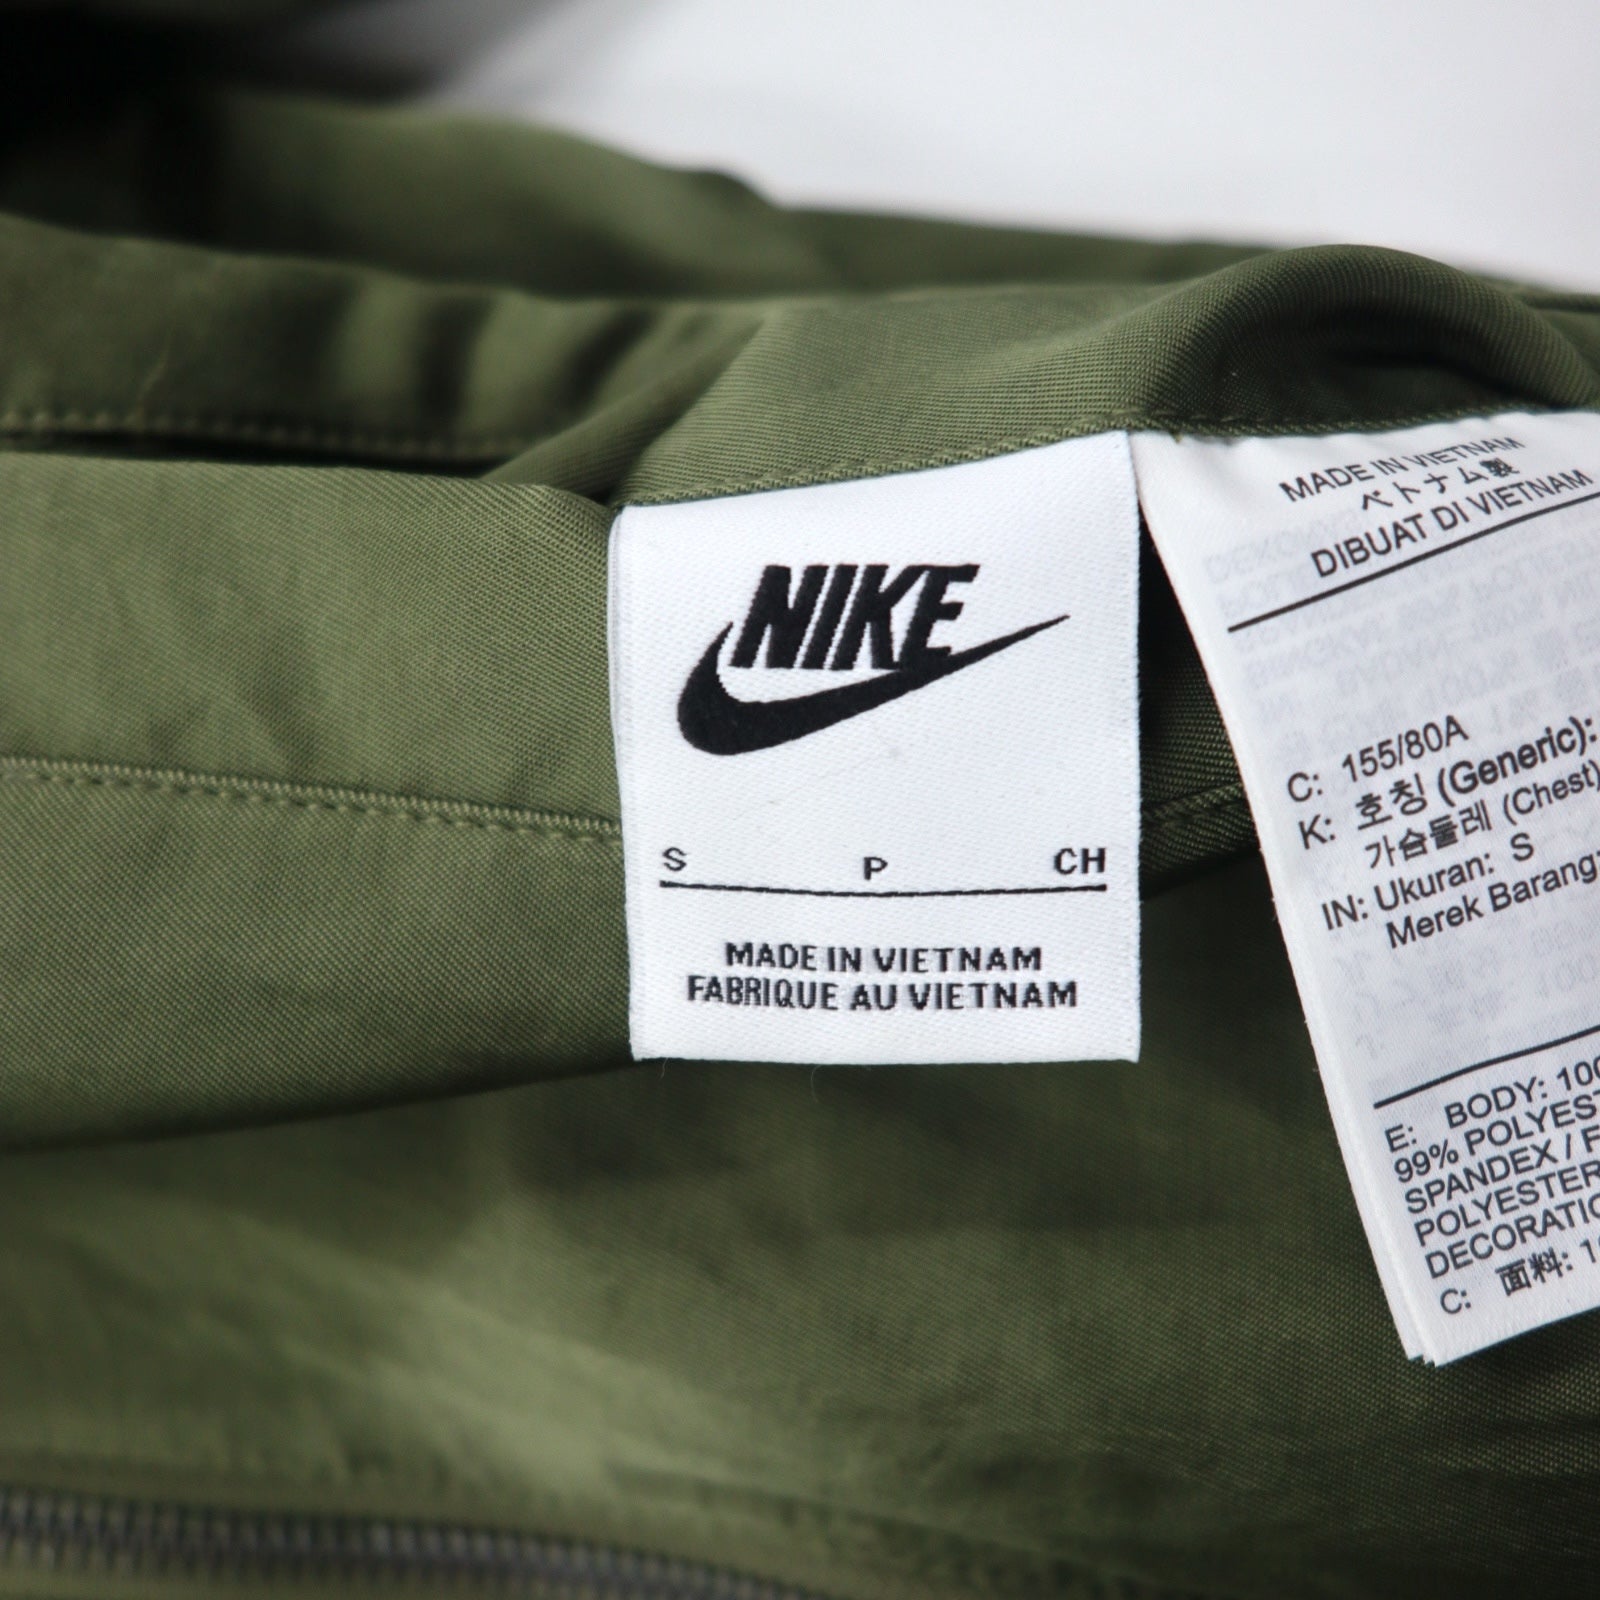 NIKE
S P CH
MADE IN VIETNAM
FABRIQUE AU VIETNAM
MADE IN VIETNAM
ベトナム製
DIBUAT DI VIETNAM
C: 155/80A
K: 호칭 (Generic):
가슴둘레 (Chest)
IN: Ukuran: S
Merek Barang:
E: BODY: 100
99% POLYEST
SPANDEX / F
POLYESTER
DECORATIO
C: 面料: 10